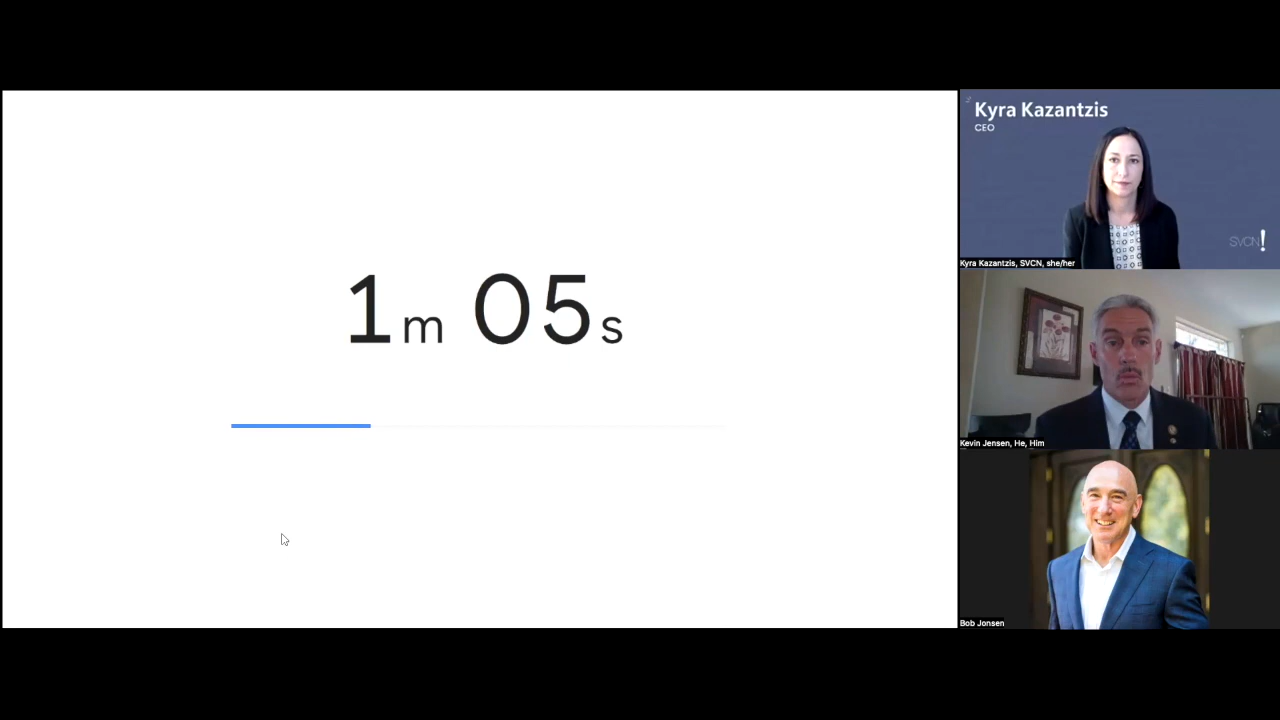 1m 05s
Kyra Kazantzis
CEO
SVCN!
Kyra Kazantzis, SVCN, she/her
Kevin Jensen, He, Him
Bob Jonsen